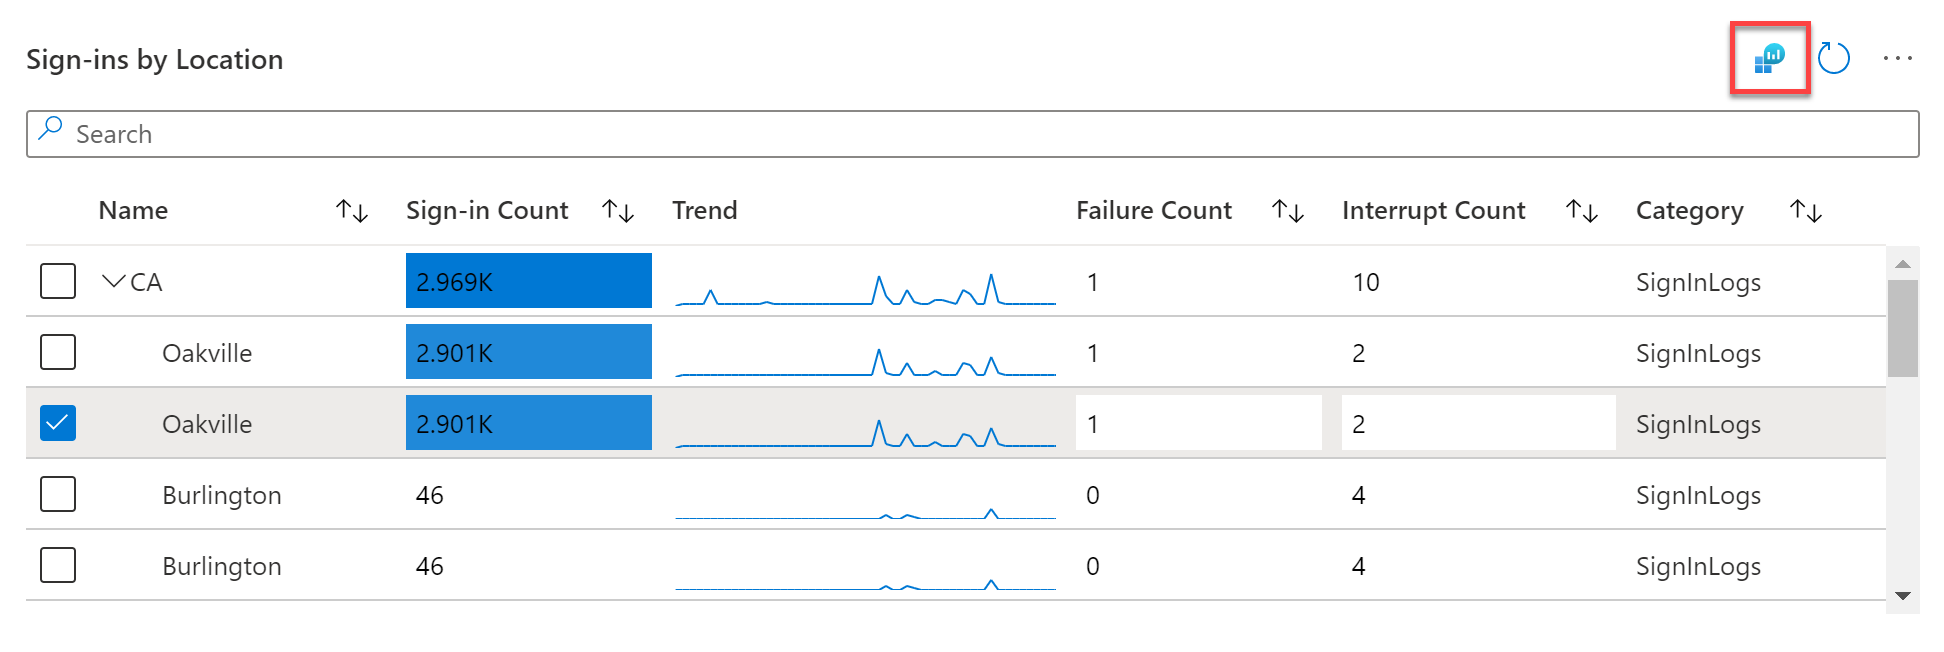 Sign-ins by Location
Search
Name Sign-in Count Trend Failure Count Interrupt Count Category
CA 2.969K 1 10 SignInLogs
Oakville 2.901K 1 2 SignInLogs
Oakville 2.901K 1 2 SignInLogs
Burlington 46 0 4 SignInLogs
Burlington 46 0 4 SignInLogs